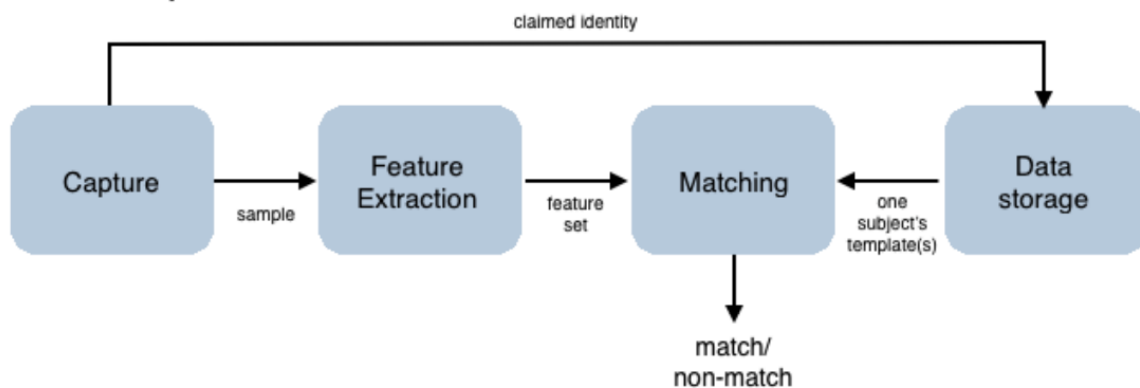 claimed identity
Capture
sample
Feature
Extraction
feature
set
Matching
one
subject's
template(s)
Data
storage
match/
non-match